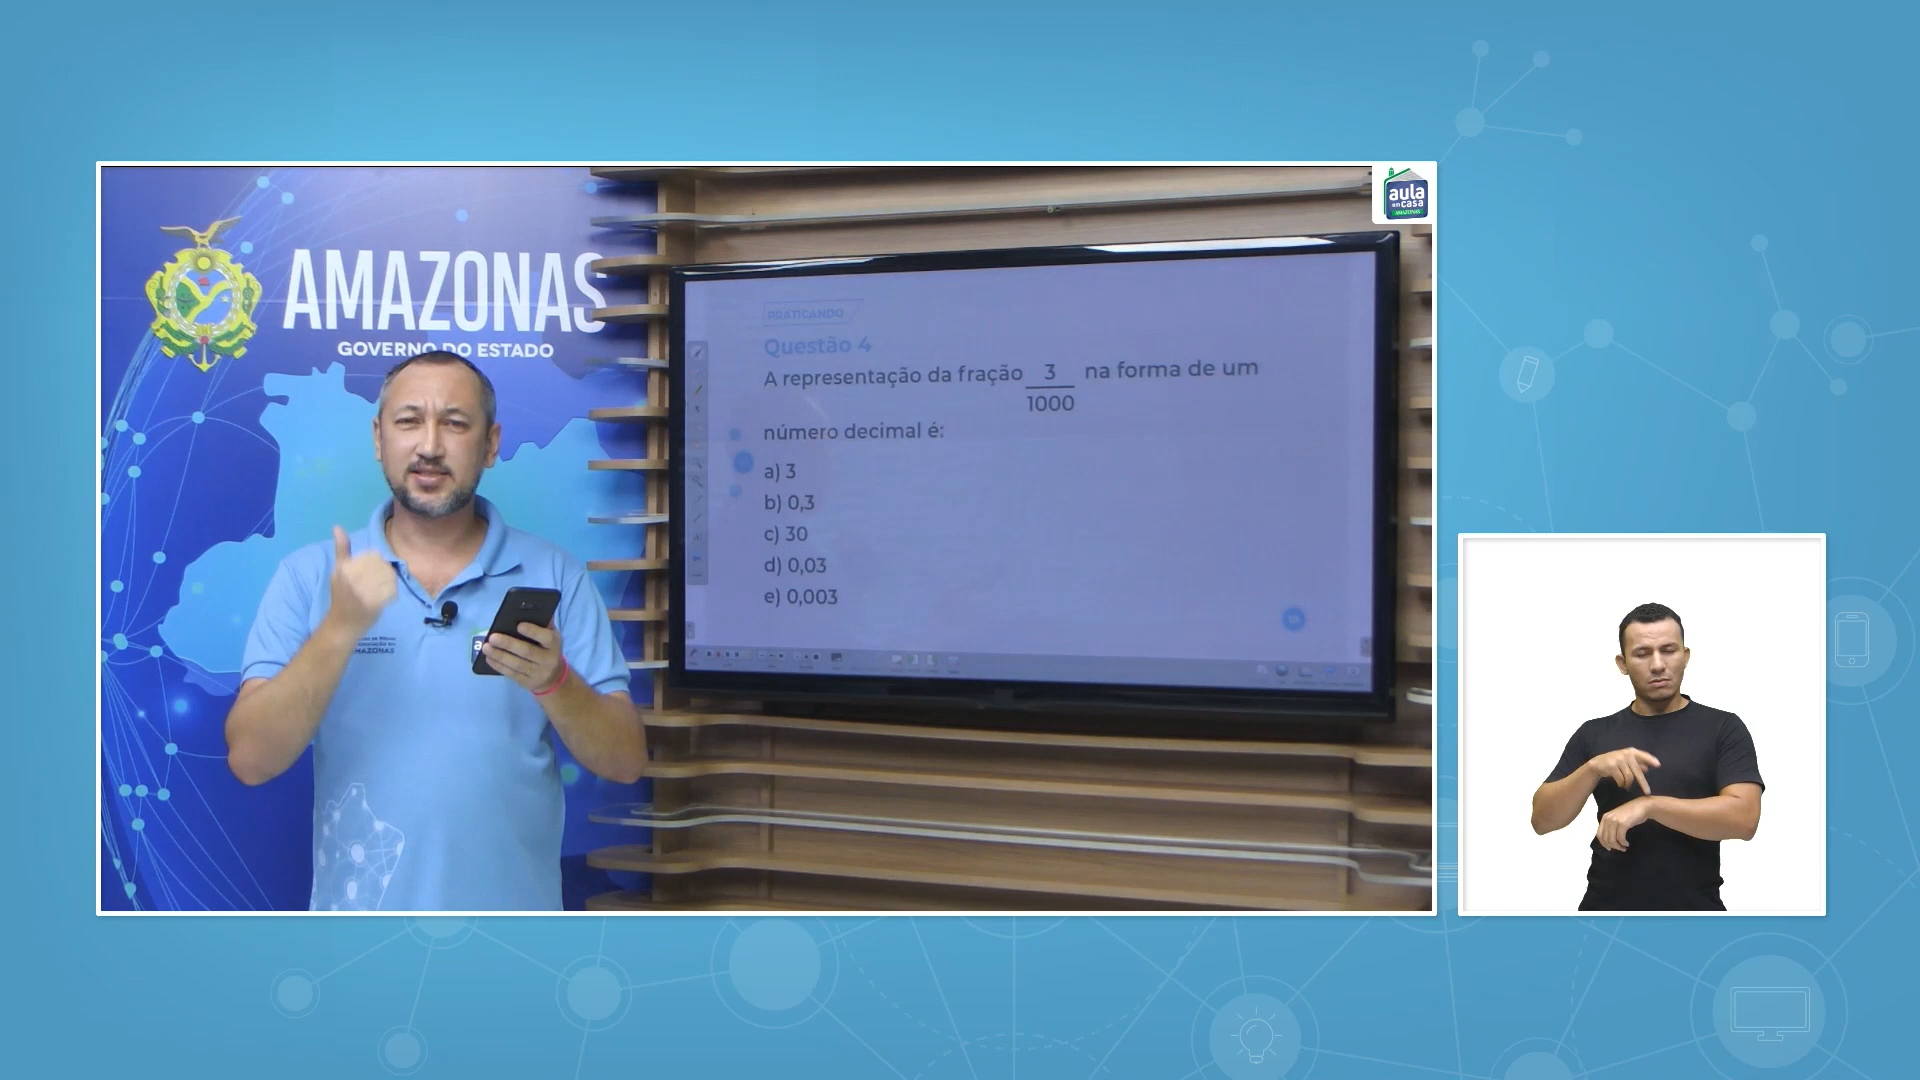 AMAZONAS
GOVERNO DO ESTADO
AMAZONAS
aula
em casa
AMAZONAS
PRATICANDO
Questão 4
A representação da fração 3 na forma de um
1000
número decimal é:
a) 3
b) 0,3
c) 30
d) 0,03
e) 0,003